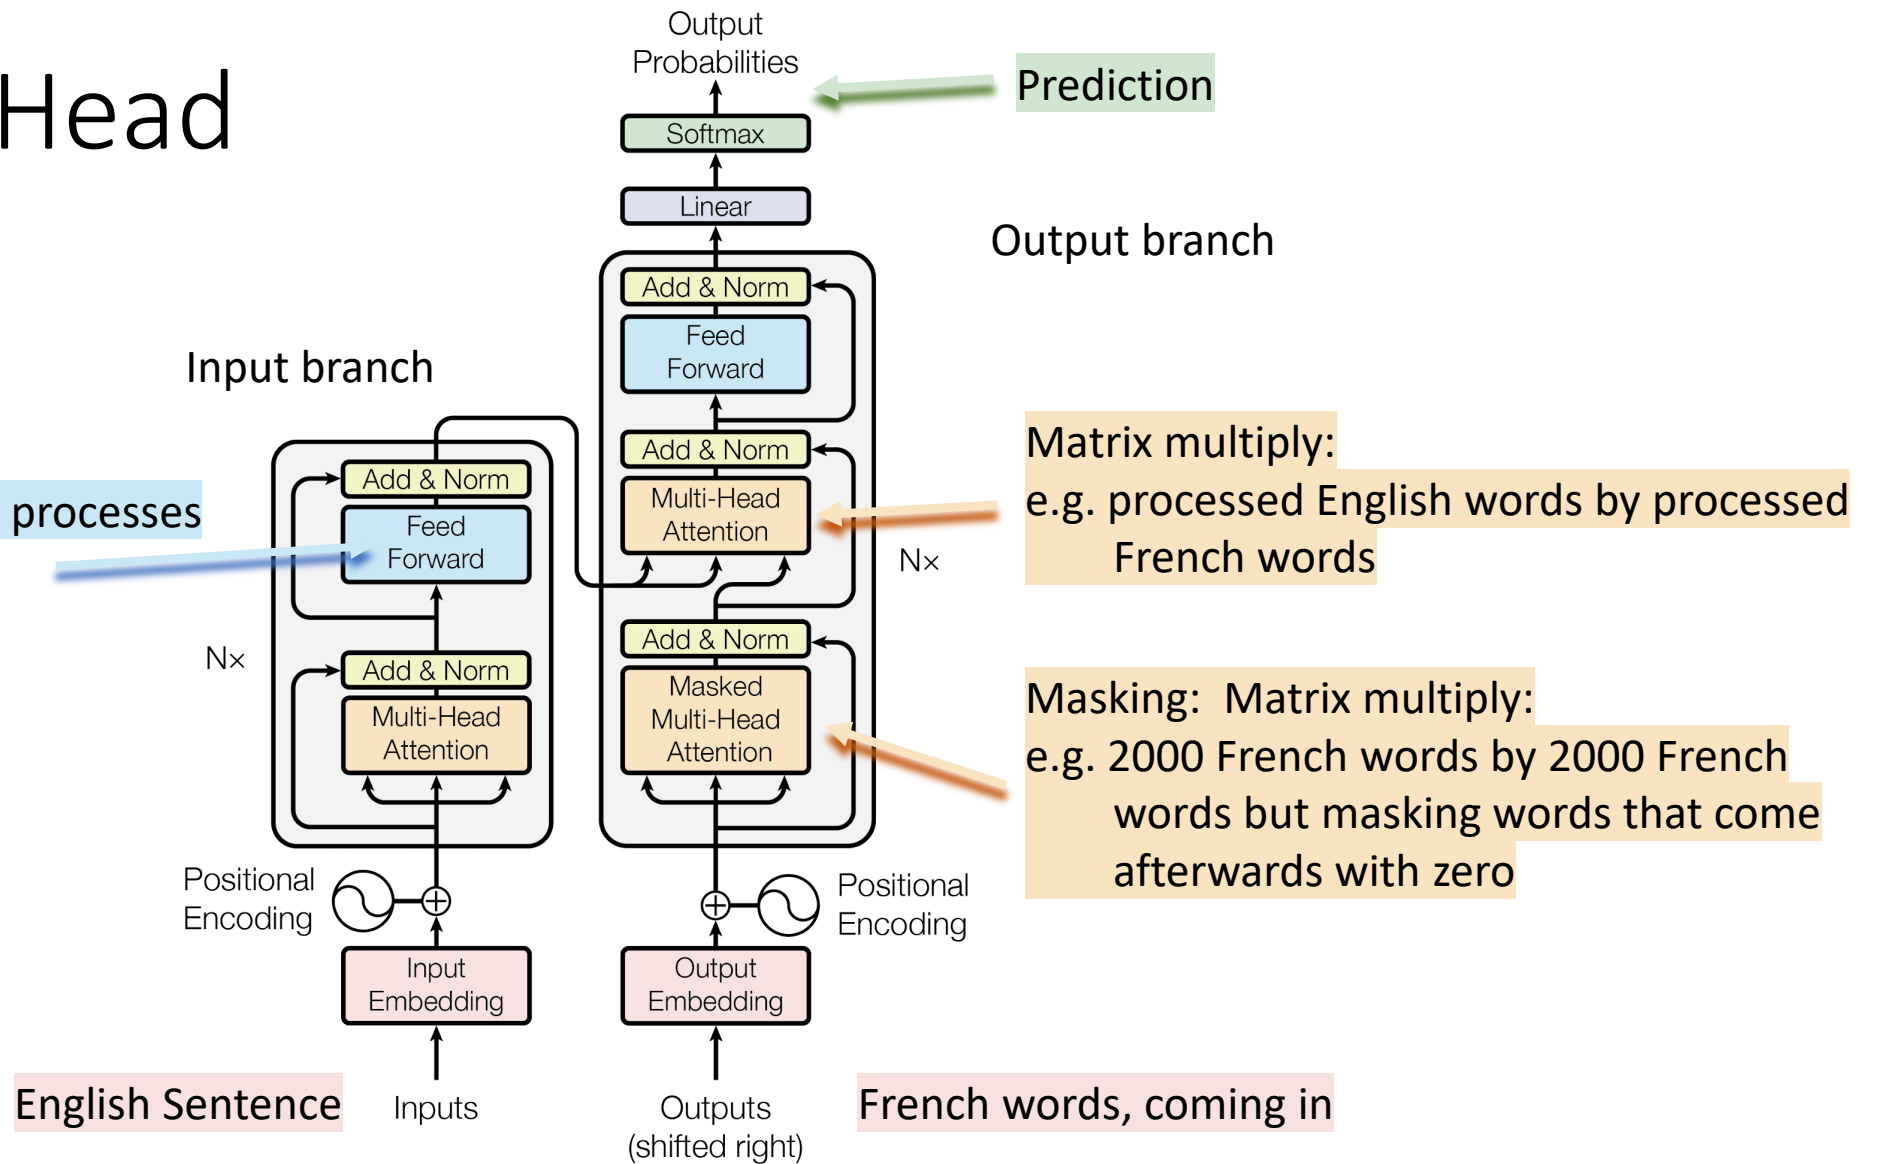 Head
Output
Probabilities
Prediction
Softmax
Linear
Output branch
Add & Norm
Feed
Forward
Input branch
Add & Norm
Multi-Head
Attention
Matrix multiply:
e.g. processed English words by processed
French words
N×
Add & Norm
Feed
Forward
processes
Nx
Add & Norm
Multi-Head
Attention
Add & Norm
Masked
Multi-Head
Attention
Masking:  Matrix multiply:
e.g. 2000 French words by 2000 French
words but masking words that come
afterwards with zero
Positional
Encoding
Positional
Encoding
Input
Embedding
Output
Embedding
English Sentence
Inputs
Outputs
(shifted right)
French words, coming in